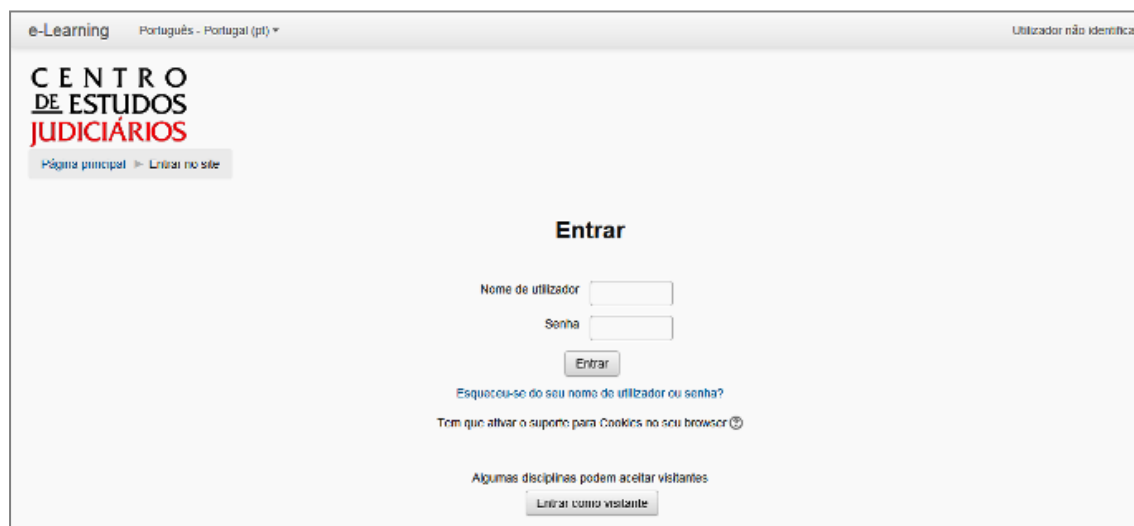 e-Learning Português - Portugal (pt) Utilizador não identifica
CENTRO
DE ESTUDOS
JUDICIÁRIOS
Página principal ► Entrar no site
Entrar
Nome de utilizador
Senha
Entrar
Esqueceu-se do seu nome de utilizador ou senha?
Tem que ativar o suporte para Cookies no seu browser
Algumas disciplinas podem aceitar visitantes
Entrar como visitante